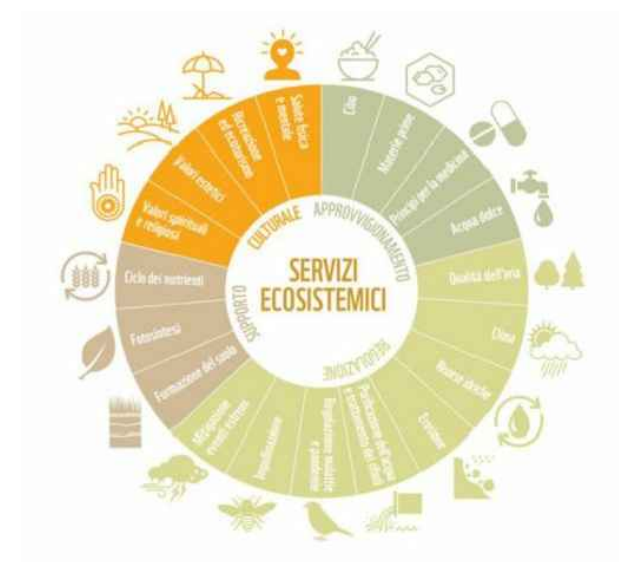 SERVIZI
ECOSISTEMICI
CULTURALE
APPROVVIGIONAMENTO
REGOLAZIONE
SUPPORTO
Cibo
Materie prime
Principi per la medicina
Acqua dolce
Qualità dell'aria
Clima
Risorse idriche
Erosione
Purificazione dell'acqua
e trattamento dei rifiuti
Regolazione malattie
e pandemie
Impollinazione
Mitigazione
eventi estremi
Formazione del suolo
Fotosintesi
Ciclo dei nutrienti
Valori spirituali
e religiosi
Valori estetici
Recreazione
ed ecoturismo
Salute fisica
e mentale